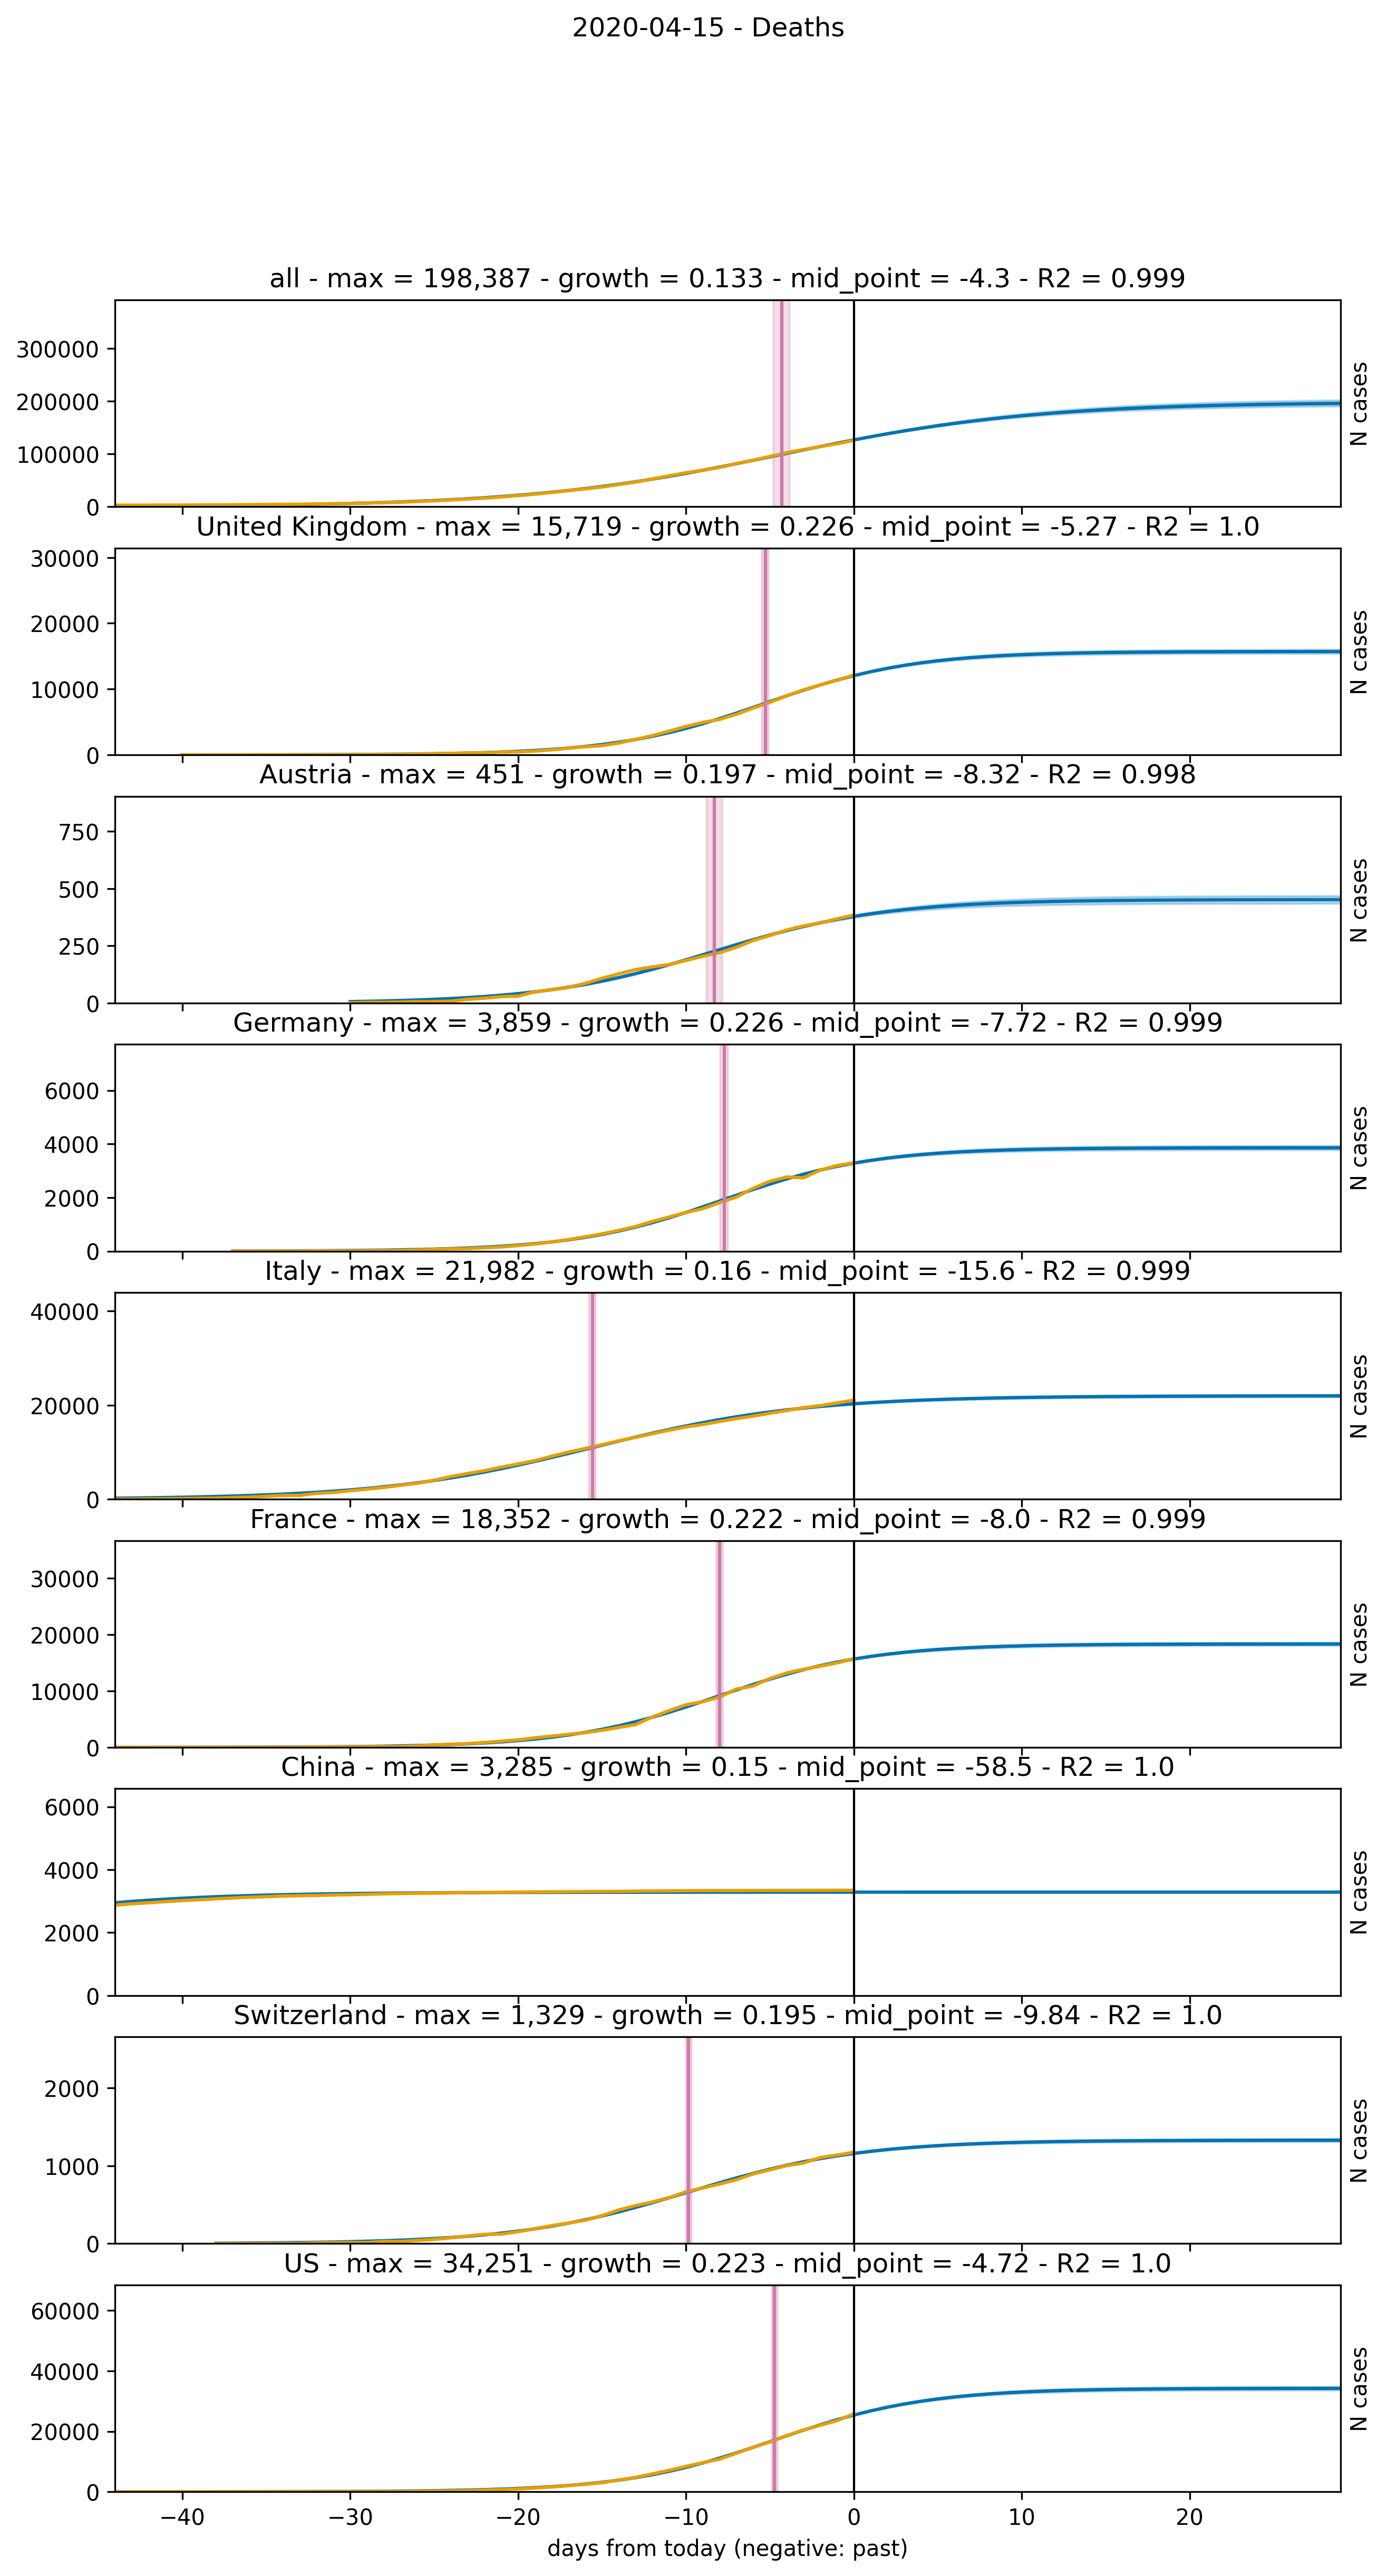 2020-04-15 - Deaths
all - max = 198,387 - growth = 0.133 - mid_point = -4.3 - R2 = 0.999
300000
200000
100000
0
N cases
United Kingdom - max = 15,719 - growth = 0.226 - mid_point = -5.27 - R2 = 1.0
30000
20000
10000
0
N cases
Austria - max = 451 - growth = 0.197 - mid_point = -8.32 - R2 = 0.998
750
500
250
0
N cases
Germany - max = 3,859 - growth = 0.226 - mid_point = -7.72 - R2 = 0.999
6000
4000
2000
0
N cases
Italy - max = 21,982 - growth = 0.16 - mid_point = -15.6 - R2 = 0.999
40000
20000
0
N cases
France - max = 18,352 - growth = 0.222 - mid_point = -8.0 - R2 = 0.999
30000
20000
10000
0
N cases
China - max = 3,285 - growth = 0.15 - mid_point = -58.5 - R2 = 1.0
6000
4000
2000
0
N cases
Switzerland - max = 1,329 - growth = 0.195 - mid_point = -9.84 - R2 = 1.0
2000
1000
0
N cases
US - max = 34,251 - growth = 0.223 - mid_point = -4.72 - R2 = 1.0
60000
40000
20000
0
N cases
−40 −30 −20 −10 0 10 20
days from today (negative: past)